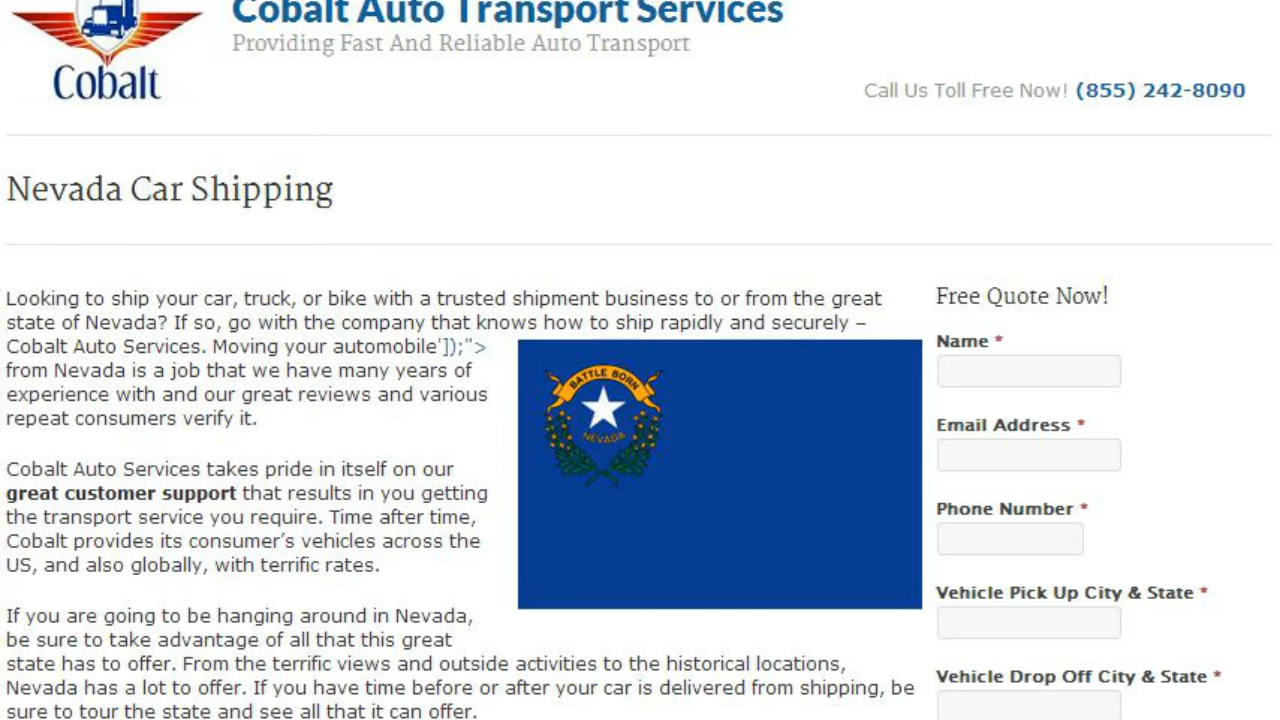 Cobalt Auto Transport Services
Providing Fast And Reliable Auto Transport
Cobalt
Call Us Toll Free Now! (855) 242-8090
Nevada Car Shipping
Looking to ship your car, truck, or bike with a trusted shipment business to or from the great
state of Nevada? If so, go with the company that knows how to ship rapidly and securely –
Cobalt Auto Services. Moving your automobile']);">
from Nevada is a job that we have many years of
experience with and our great reviews and various
repeat consumers verify it.
Cobalt Auto Services takes pride in itself on our
great customer support that results in you getting
the transport service you require. Time after time,
Cobalt provides its consumer’s vehicles across the
US, and also globally, with terrific rates.
If you are going to be hanging around in Nevada,
be sure to take advantage of all that this great
state has to offer. From the terrific views and outside activities to the historical locations,
Nevada has a lot to offer. If you have time before or after your car is delivered from shipping, be
sure to tour the state and see all that it can offer.
BATTLE BORN
NEVADA
Free Quote Now!
Name *
Email Address *
Phone Number *
Vehicle Pick Up City & State *
Vehicle Drop Off City & State *